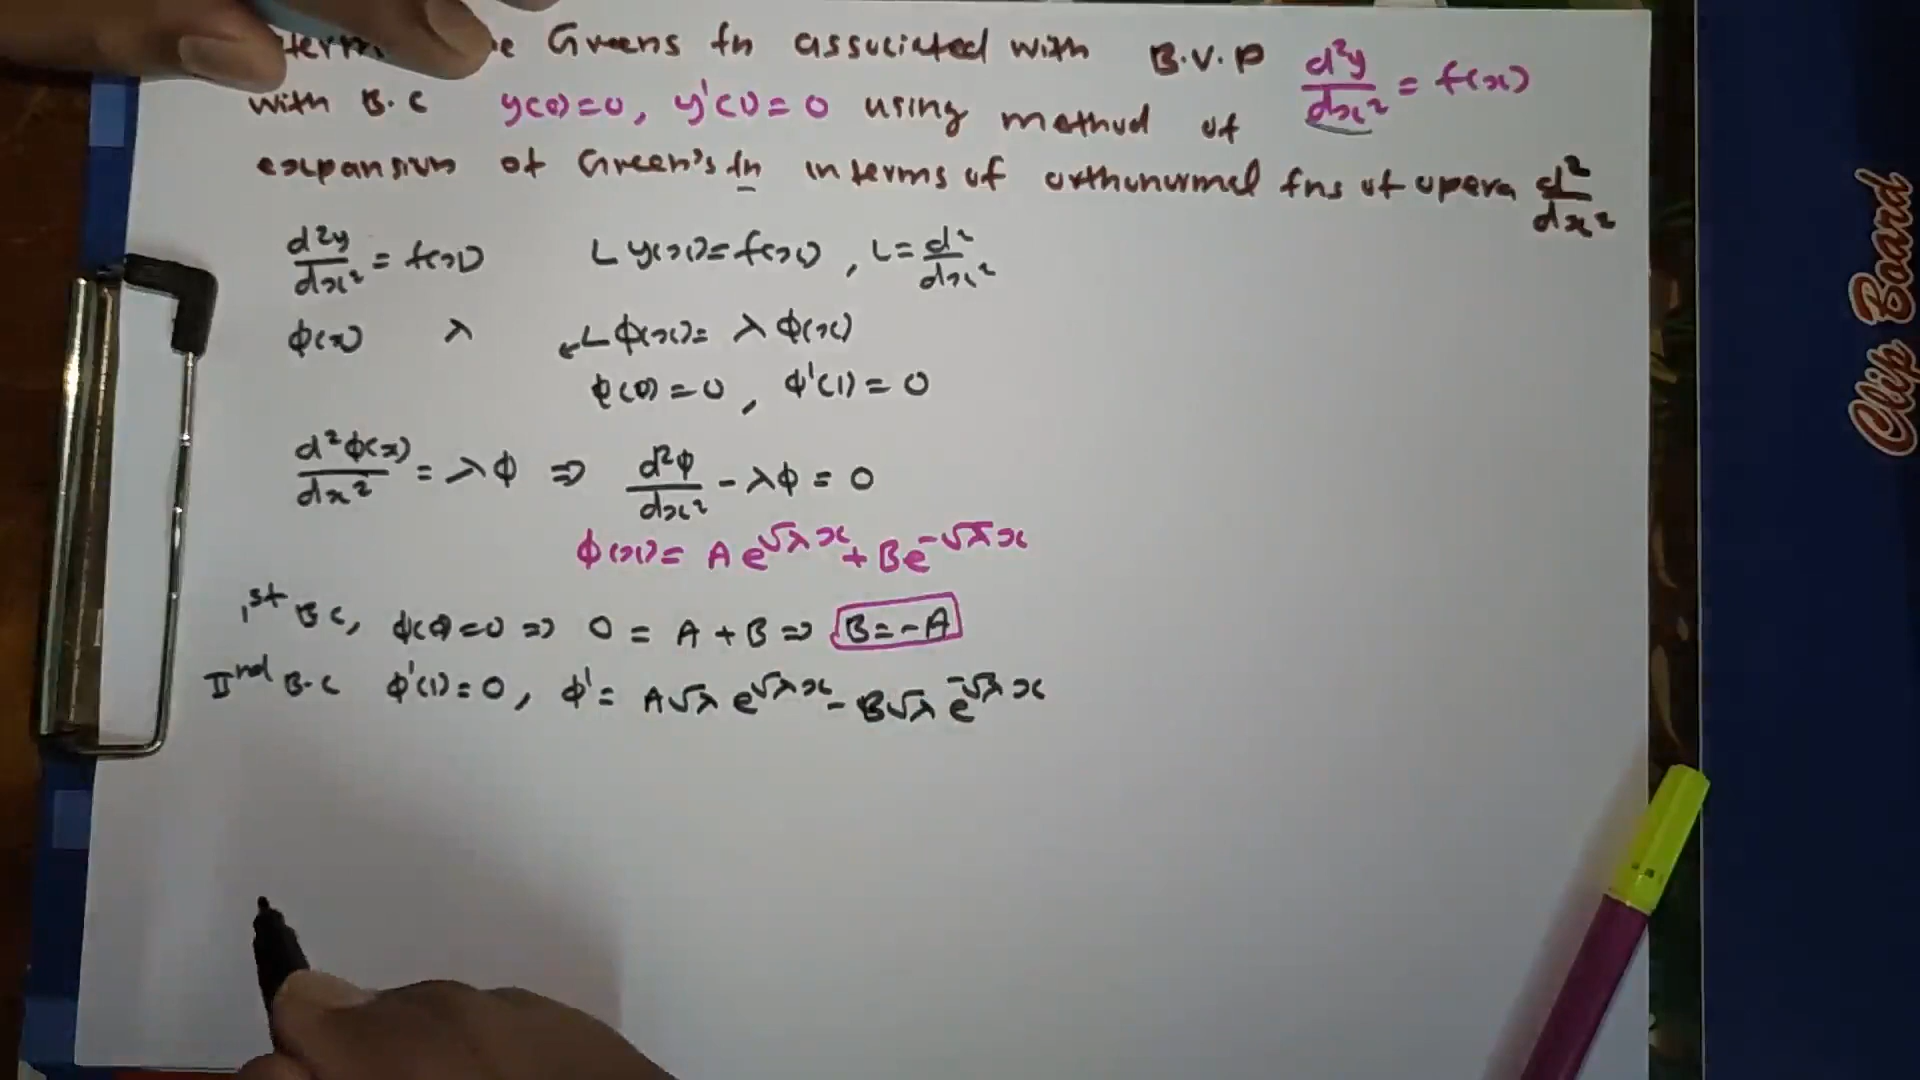 Greens fn associated with B.V.P d²y/dx² = f(x)
with B.C y(0)=0, y'(1)=0 using method of
expansion of Green's fn in terms of orthonormal fns of opera d²/dx²
d²y/dx² = f(x) L y(x)=f(x), L=d²/dx²
ϕ(x) λ Lϕ(x)= λ ϕ(x)
ϕ(0)=0, ϕ'(1)=0
d²ϕ(x)/dx² = λϕ ⇒ d²ϕ/dx² - λϕ = 0
ϕ(x)= A e^√λ x + B e^-√λ x
1st BC, ϕ(0)=0 ⇒ 0 = A + B ⇒ B=-A
IInd B.C ϕ'(1)=0, ϕ'= A√λ e^√λ x - B√λ e^-√λ x
Clip Board